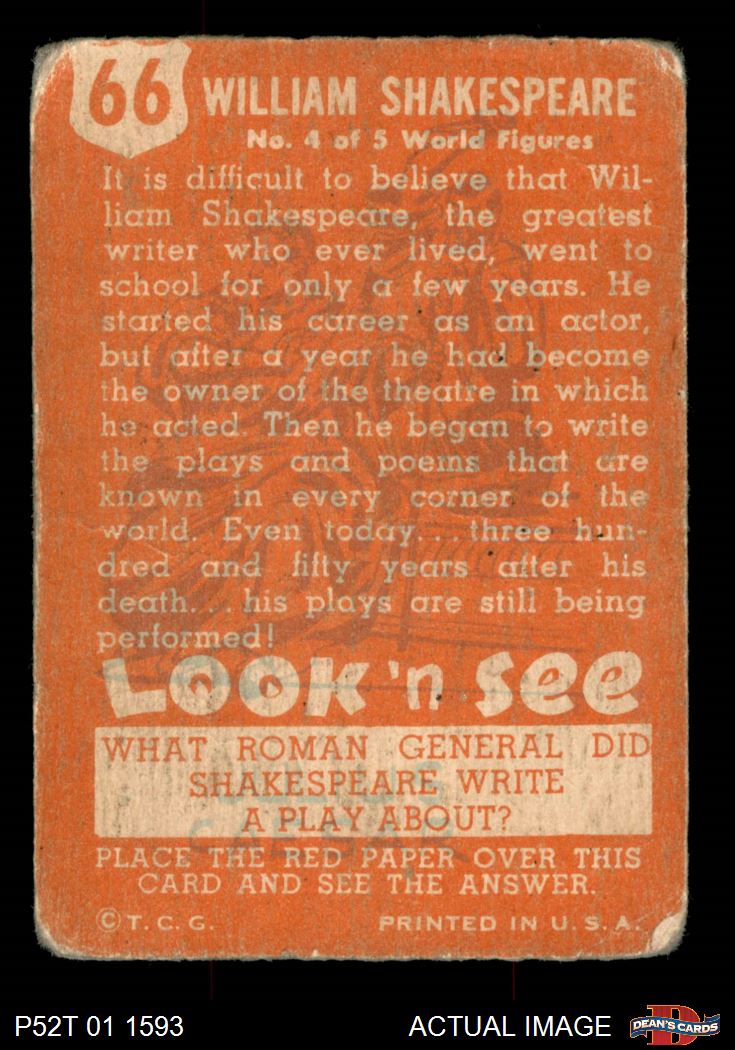 66
WILLIAM SHAKESPEARE
No. 4 of 5 World Figures
It is difficult to believe that Wil-
liam Shakespeare, the greatest
writer who ever lived, went to
school for only a few years. He
started his career as an actor,
but after a year he had become
the owner of the theatre in which
he acted. Then he began to write
the plays and poems that are
known in every corner of the
world. Even today...three hun-
dred and fifty years after his
death...his plays are still being
performed!
LOOK 'n SEE
WHAT ROMAN GENERAL DID
SHAKESPEARE WRITE
A PLAY ABOUT?
JULIUS
CAESAR
PLACE THE RED PAPER OVER THIS
CARD AND SEE THE ANSWER.
© T. C. G.
PRINTED IN U. S. A.
P52T 01 1593
ACTUAL IMAGE
DEAN'S CARDS